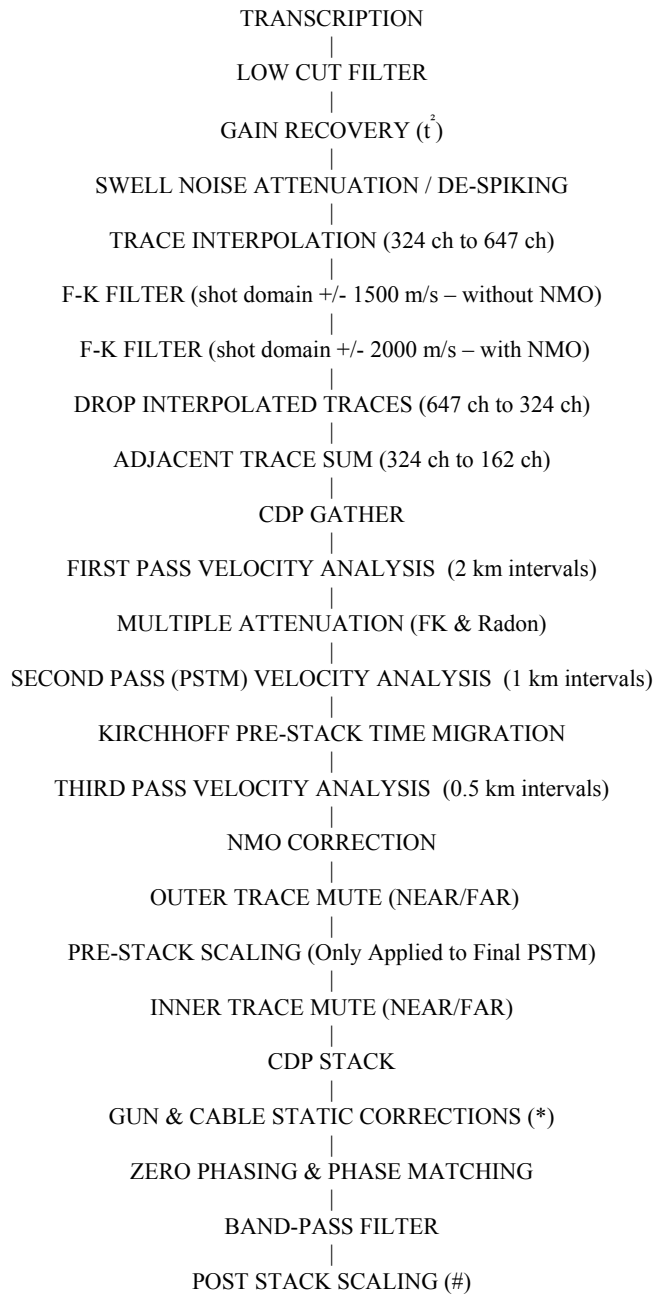 TRANSCRIPTION
|
LOW CUT FILTER
|
GAIN RECOVERY (t²)
|
SWELL NOISE ATTENUATION / DE-SPIKING
|
TRACE INTERPOLATION (324 ch to 647 ch)
|
F-K FILTER (shot domain +/- 1500 m/s – without NMO)
|
F-K FILTER (shot domain +/- 2000 m/s – with NMO)
|
DROP INTERPOLATED TRACES (647 ch to 324 ch)
|
ADJACENT TRACE SUM (324 ch to 162 ch)
|
CDP GATHER
|
FIRST PASS VELOCITY ANALYSIS (2 km intervals)
|
MULTIPLE ATTENUATION (FK & Radon)
|
SECOND PASS (PSTM) VELOCITY ANALYSIS (1 km intervals)
|
KIRCHHOFF PRE-STACK TIME MIGRATION
|
THIRD PASS VELOCITY ANALYSIS (0.5 km intervals)
|
NMO CORRECTION
|
OUTER TRACE MUTE (NEAR/FAR)
|
PRE-STACK SCALING (Only Applied to Final PSTM)
|
INNER TRACE MUTE (NEAR/FAR)
|
CDP STACK
|
GUN & CABLE STATIC CORRECTIONS (*)
|
ZERO PHASING & PHASE MATCHING
|
BAND-PASS FILTER
|
POST STACK SCALING (#)